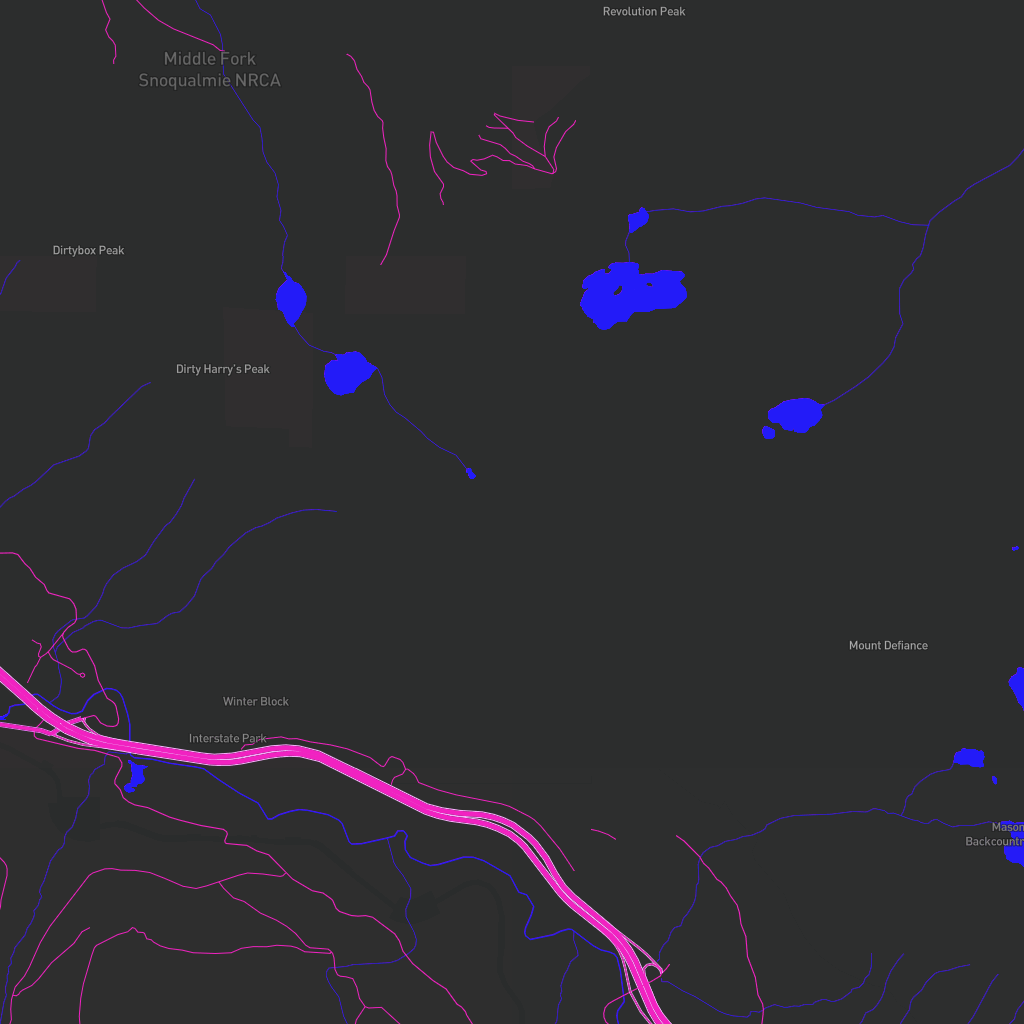 Revolution Peak
Middle Fork
Snoqualmie NRCA
Dirtybox Peak
Dirty Harry's Peak
Mount Defiance
Winter Block
Interstate Park
Mason
Backcountr